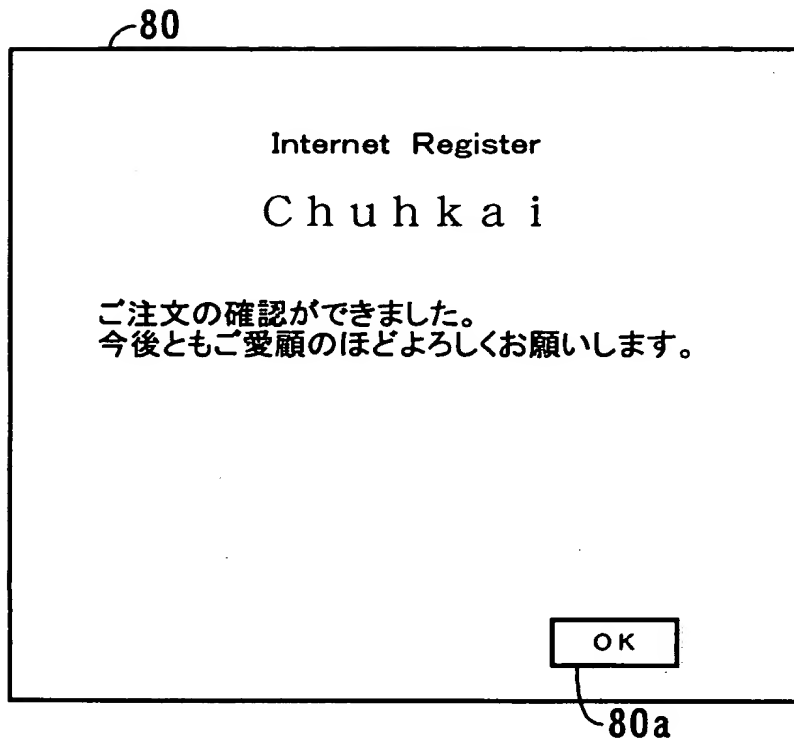 80
Internet Register
Chuhkai
ご注文の確認ができました。
今後ともご愛顧のほどよろしくお願いします。
OK
80a